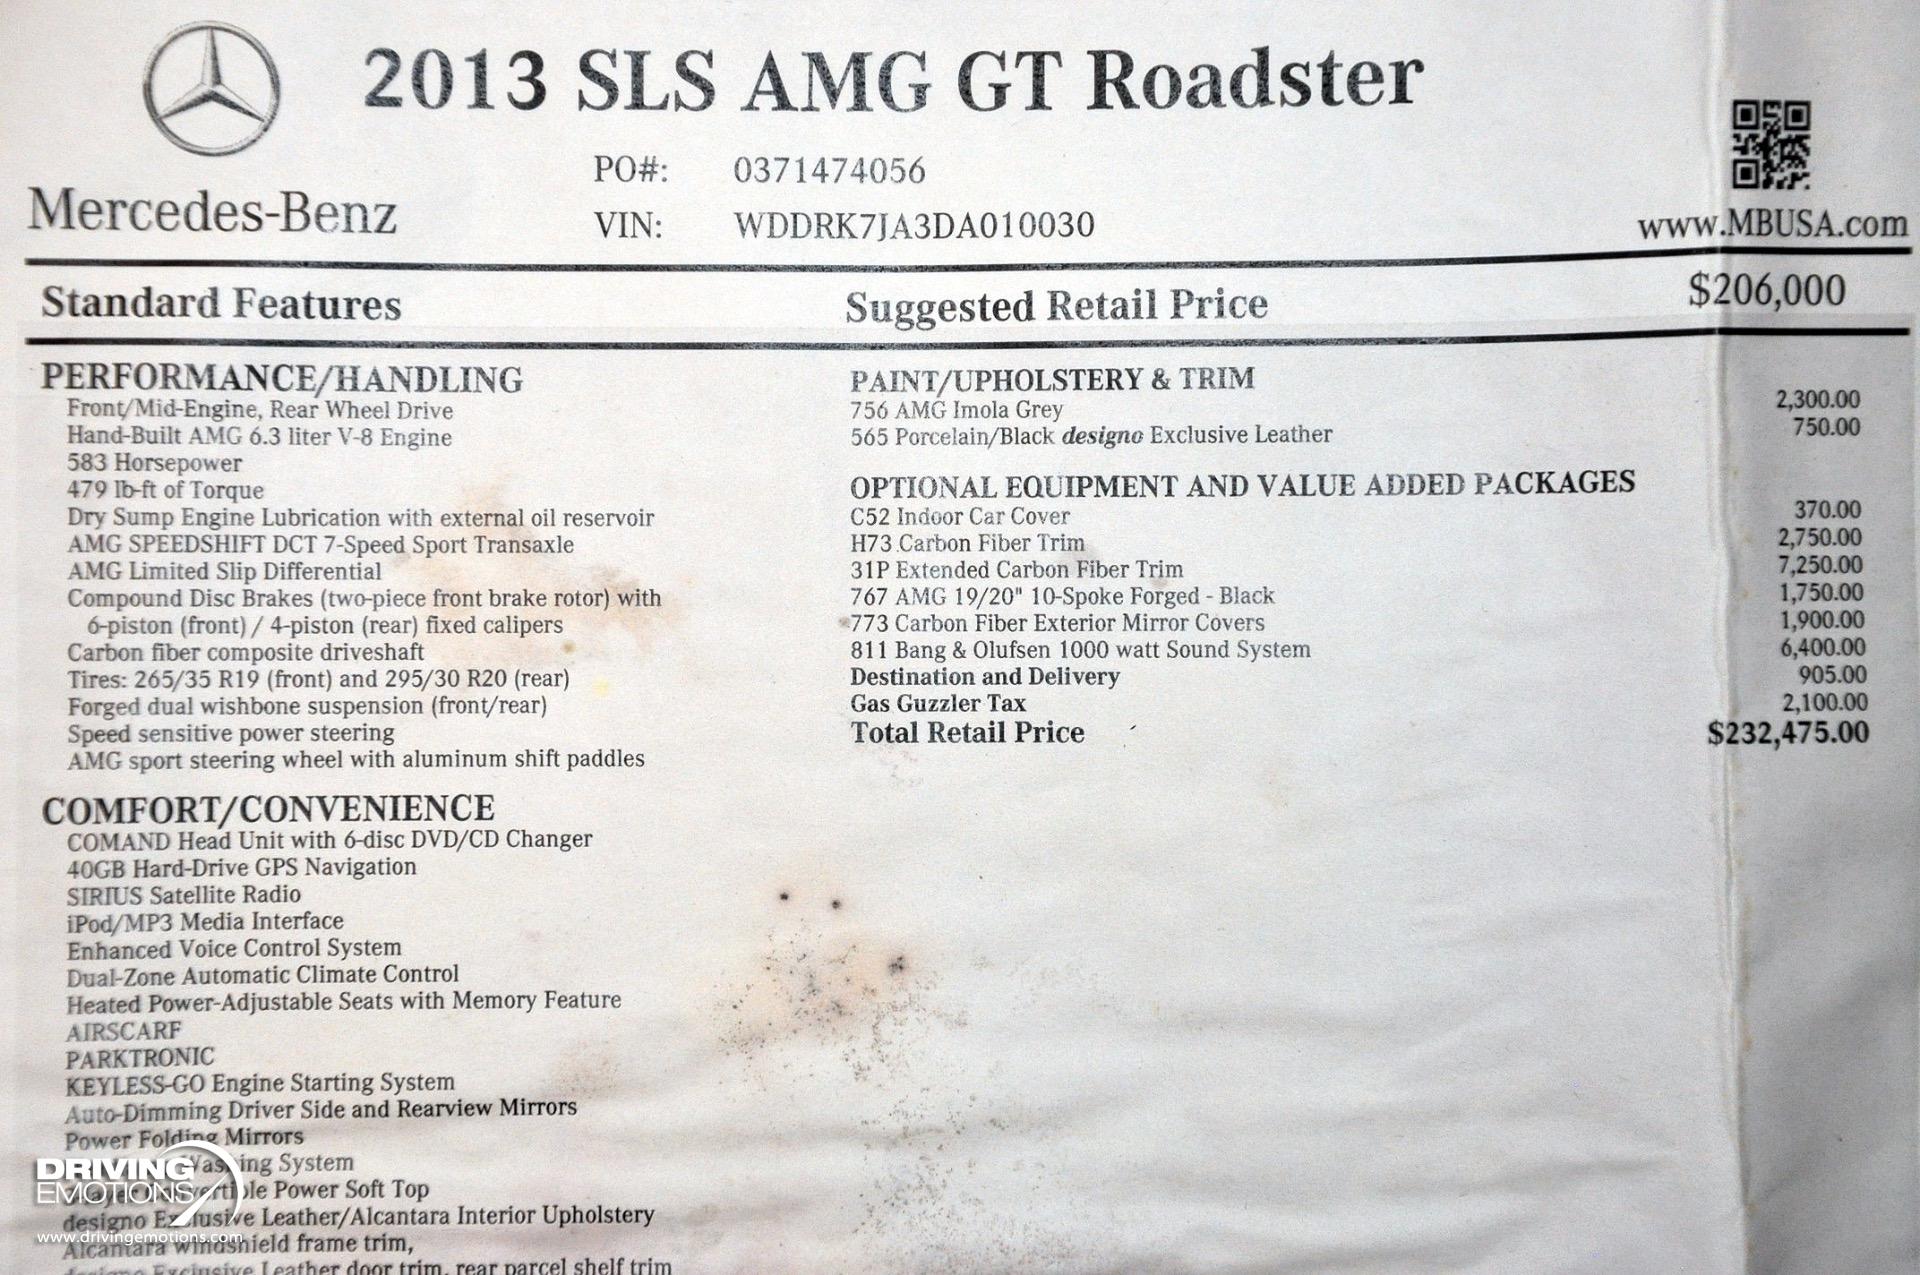 2013 SLS AMG GT Roadster
PO#: 0371474056
Mercedes-Benz
VIN: WDDRK7JA3DA010030
www.MBUSA.com
Standard Features
Suggested Retail Price $206,000
PERFORMANCE/HANDLING
Front/Mid-Engine, Rear Wheel Drive
Hand-Built AMG 6.3 liter V-8 Engine
583 Horsepower
479 lb-ft of Torque
Dry Sump Engine Lubrication with external oil reservoir
AMG SPEEDSHIFT DCT 7-Speed Sport Transaxle
AMG Limited Slip Differential
Compound Disc Brakes (two-piece front brake rotor) with
6-piston (front) / 4-piston (rear) fixed calipers
Carbon fiber composite driveshaft
Tires: 265/35 R19 (front) and 295/30 R20 (rear)
Forged dual wishbone suspension (front/rear)
Speed sensitive power steering
AMG sport steering wheel with aluminum shift paddles
COMFORT/CONVENIENCE
COMAND Head Unit with 6-disc DVD/CD Changer
40GB Hard-Drive GPS Navigation
SIRIUS Satellite Radio
iPod/MP3 Media Interface
Enhanced Voice Control System
Dual-Zone Automatic Climate Control
Heated Power-Adjustable Seats with Memory Feature
AIRSCARF
PARKTRONIC
KEYLESS-GO Engine Starting System
Auto-Dimming Driver Side and Rearview Mirrors
Power Folding Mirrors
Washing System
Power Soft Top
designo Exclusive Leather/Alcantara Interior Upholstery
Alcantara windshield frame trim,
designo Exclusive Leather door trim, rear parcel shelf trim
PAINT/UPHOLSTERY & TRIM
756 AMG Imola Grey 2,300.00
565 Porcelain/Black designo Exclusive Leather 750.00
OPTIONAL EQUIPMENT AND VALUE ADDED PACKAGES
C52 Indoor Car Cover 370.00
H73 Carbon Fiber Trim 2,750.00
31P Extended Carbon Fiber Trim 7,250.00
767 AMG 19/20" 10-Spoke Forged - Black 1,750.00
773 Carbon Fiber Exterior Mirror Covers 1,900.00
811 Bang & Olufsen 1000 watt Sound System 6,400.00
Destination and Delivery 905.00
Gas Guzzler Tax 2,100.00
Total Retail Price $232,475.00
DRIVING
EMOTIONS
www.drivingemotions.com